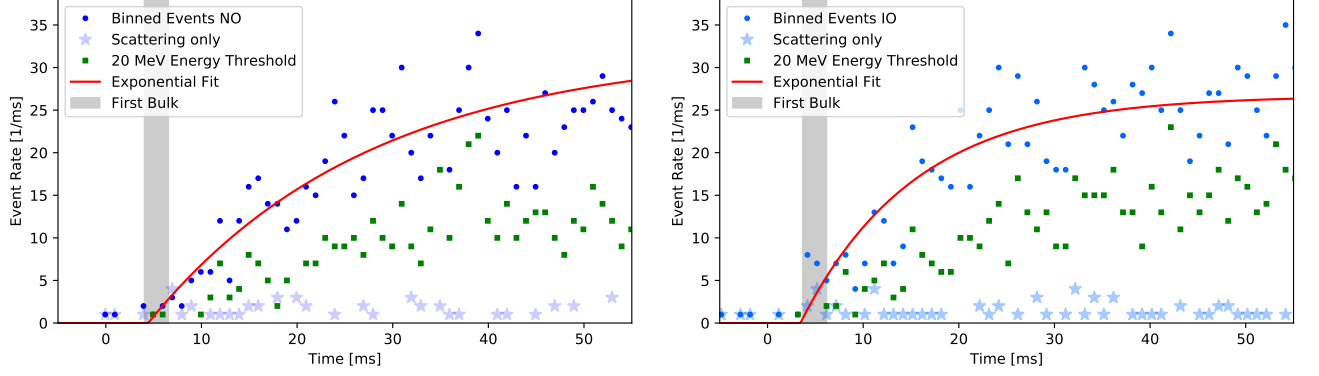 Binned Events NO
Scattering only
20 MeV Energy Threshold
Exponential Fit
First Bulk
Event Rate [1/ms]
35
30
25
20
15
10
5
0
0
10
20
30
40
50
Time [ms]
Binned Events IO
Scattering only
20 MeV Energy Threshold
Exponential Fit
First Bulk
Event Rate [1/ms]
35
30
25
20
15
10
5
0
0
10
20
30
40
50
Time [ms]